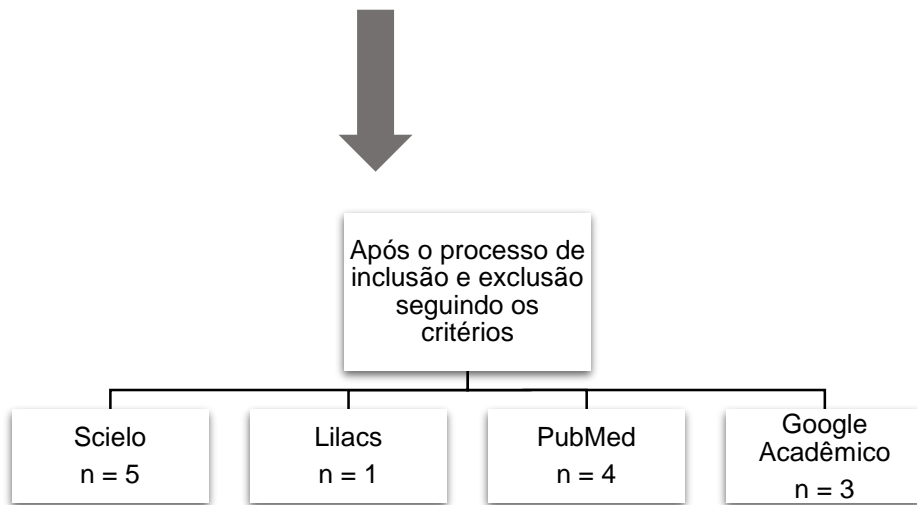 Após o processo de
inclusão e exclusão
seguindo os
critérios
Scielo
n = 5
Lilacs
n = 1
PubMed
n = 4
Google
Acadêmico
n = 3